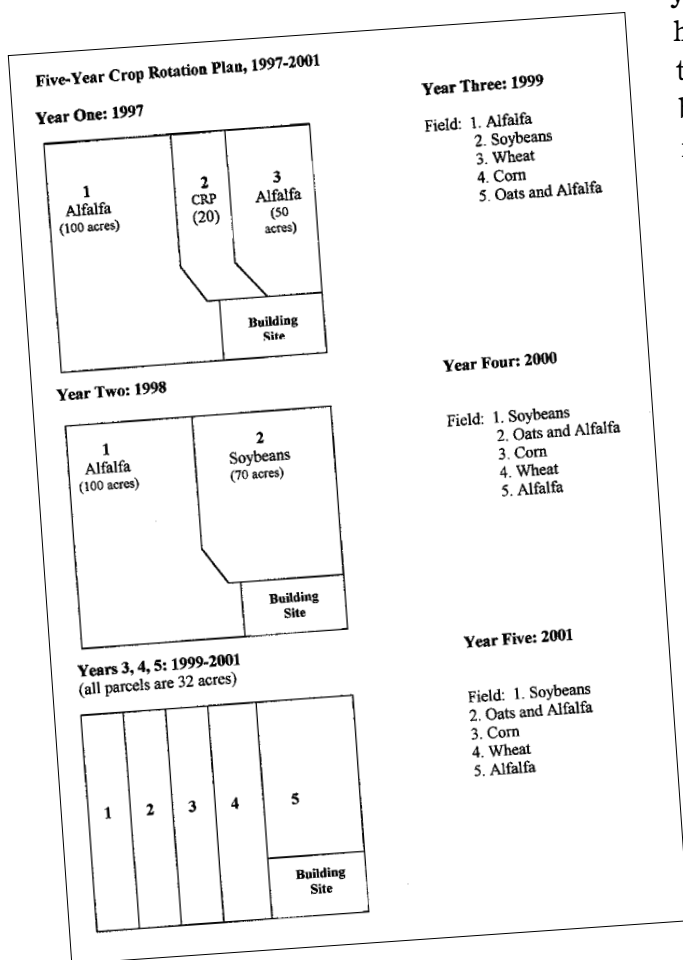 Five-Year Crop Rotation Plan, 1997-2001
Year One: 1997
1
Alfalfa
(100 acres)
2
CRP
(20)
3
Alfalfa
(50
acres)
Building
Site
Year Two: 1998
1
Alfalfa
(100 acres)
2
Soybeans
(70 acres)
Building
Site
Years 3, 4, 5: 1999-2001
(all parcels are 32 acres)
1
2
3
4
5
Building
Site
Year Three: 1999
Field: 1. Alfalfa
2. Soybeans
3. Wheat
4. Corn
5. Oats and Alfalfa
Year Four: 2000
Field: 1. Soybeans
2. Oats and Alfalfa
3. Corn
4. Wheat
5. Alfalfa
Year Five: 2001
Field: 1. Soybeans
2. Oats and Alfalfa
3. Corn
4. Wheat
5. Alfalfa